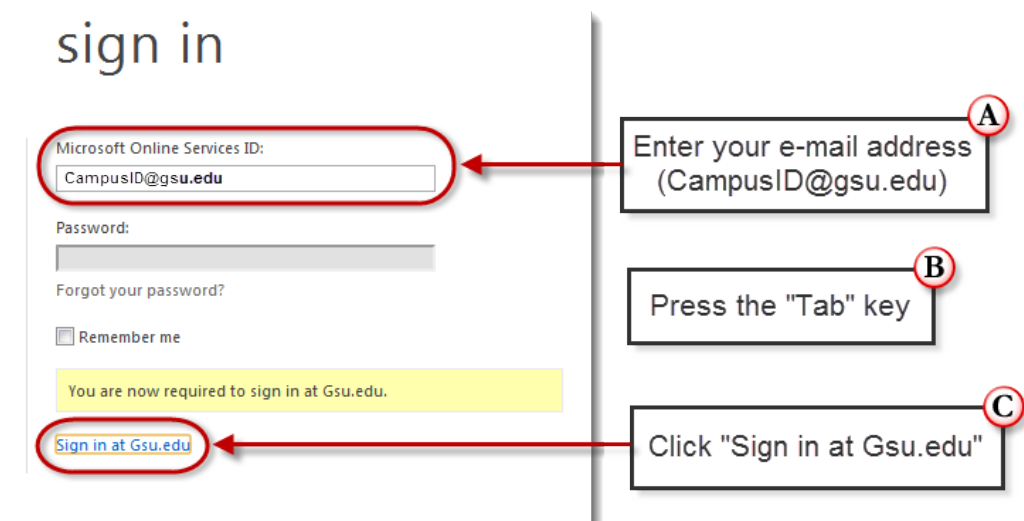 sign in
Microsoft Online Services ID:
CampusID@gsu.edu
Password:
Forgot your password?
Remember me
You are now required to sign in at Gsu.edu.
Sign in at Gsu.edu
A
Enter your e-mail address
(CampusID@gsu.edu)
B
Press the "Tab" key
C
Click "Sign in at Gsu.edu"